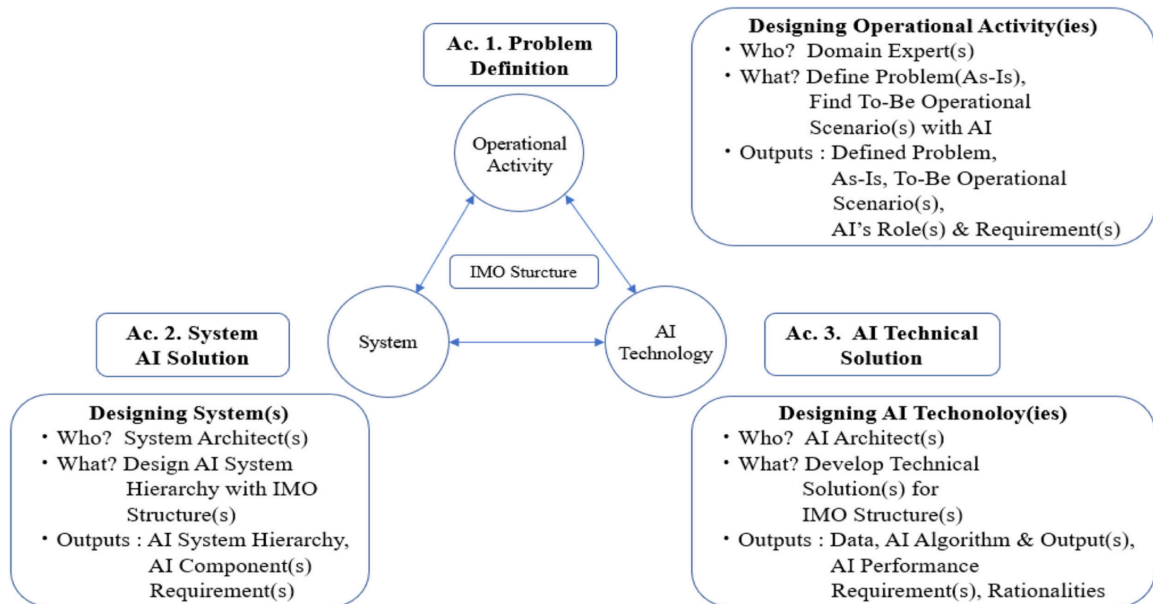 Ac. 1. Problem
Definition
Designing Operational Activity(ies)
・Who? Domain Expert(s)
・What? Define Problem(As-Is),
Find To-Be Operational
Scenario(s) with AI
・Outputs : Defined Problem,
As-Is, To-Be Operational
Scenario(s),
AI's Role(s) & Requirement(s)
Operational
Activity
IMO Sturcture
System
AI
Technology
Ac. 2. System
AI Solution
Ac. 3. AI Technical
Solution
Designing System(s)
・Who? System Architect(s)
・What? Design AI System
Hierarchy with IMO
Structure(s)
・Outputs : AI System Hierarchy,
AI Component(s)
Requirement(s)
Designing AI Techonoloy(ies)
・Who? AI Architect(s)
・What? Develop Technical
Solution(s) for
IMO Structure(s)
・Outputs : Data, AI Algorithm & Output(s),
AI Performance
Requirement(s), Rationalities